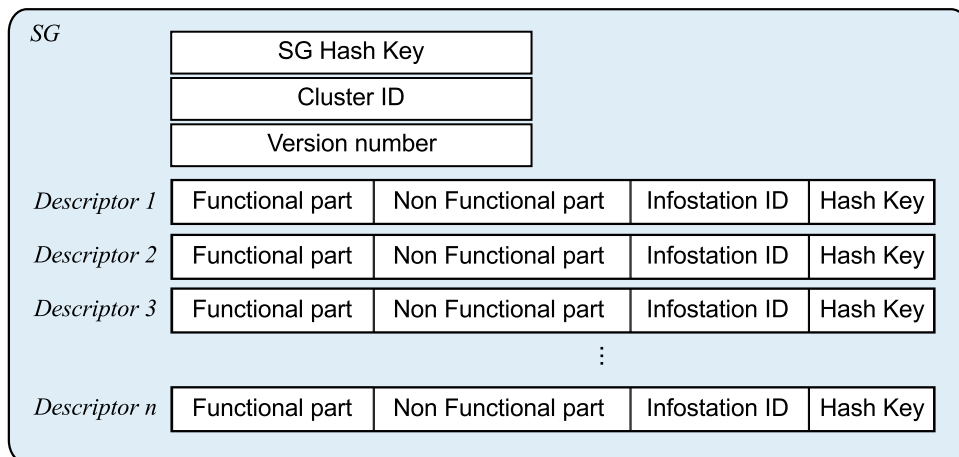 SG
SG Hash Key
Cluster ID
Version number
Descriptor 1 Functional part Non Functional part Infostation ID Hash Key
Descriptor 2 Functional part Non Functional part Infostation ID Hash Key
Descriptor 3 Functional part Non Functional part Infostation ID Hash Key
⋮
Descriptor n Functional part Non Functional part Infostation ID Hash Key